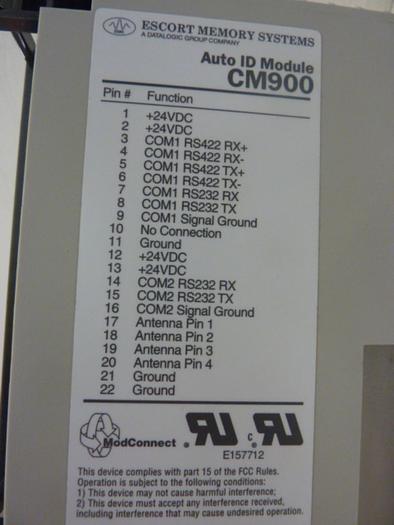 ESCORT MEMORY SYSTEMS
A DATALOGIC GROUP COMPANY
Auto ID Module
CM900
Pin # Function
1 +24VDC
2 +24VDC
3 COM1 RS422 RX+
4 COM1 RS422 RX-
5 COM1 RS422 TX+
6 COM1 RS422 TX-
7 COM1 RS232 RX
8 COM1 RS232 TX
9 COM1 Signal Ground
10 No Connection
11 Ground
12 +24VDC
13 +24VDC
14 COM2 RS232 RX
15 COM2 RS232 TX
16 COM2 Signal Ground
17 Antenna Pin 1
18 Antenna Pin 2
19 Antenna Pin 3
20 Antenna Pin 4
21 Ground
22 Ground
ModConnect ® RU ® c RU ®
E157712
This device complies with part 15 of the FCC Rules.
Operation is subject to the following conditions:
1) This device may not cause harmful interference;
2) This device must accept any interference received,
including interference that may cause undesired operation.